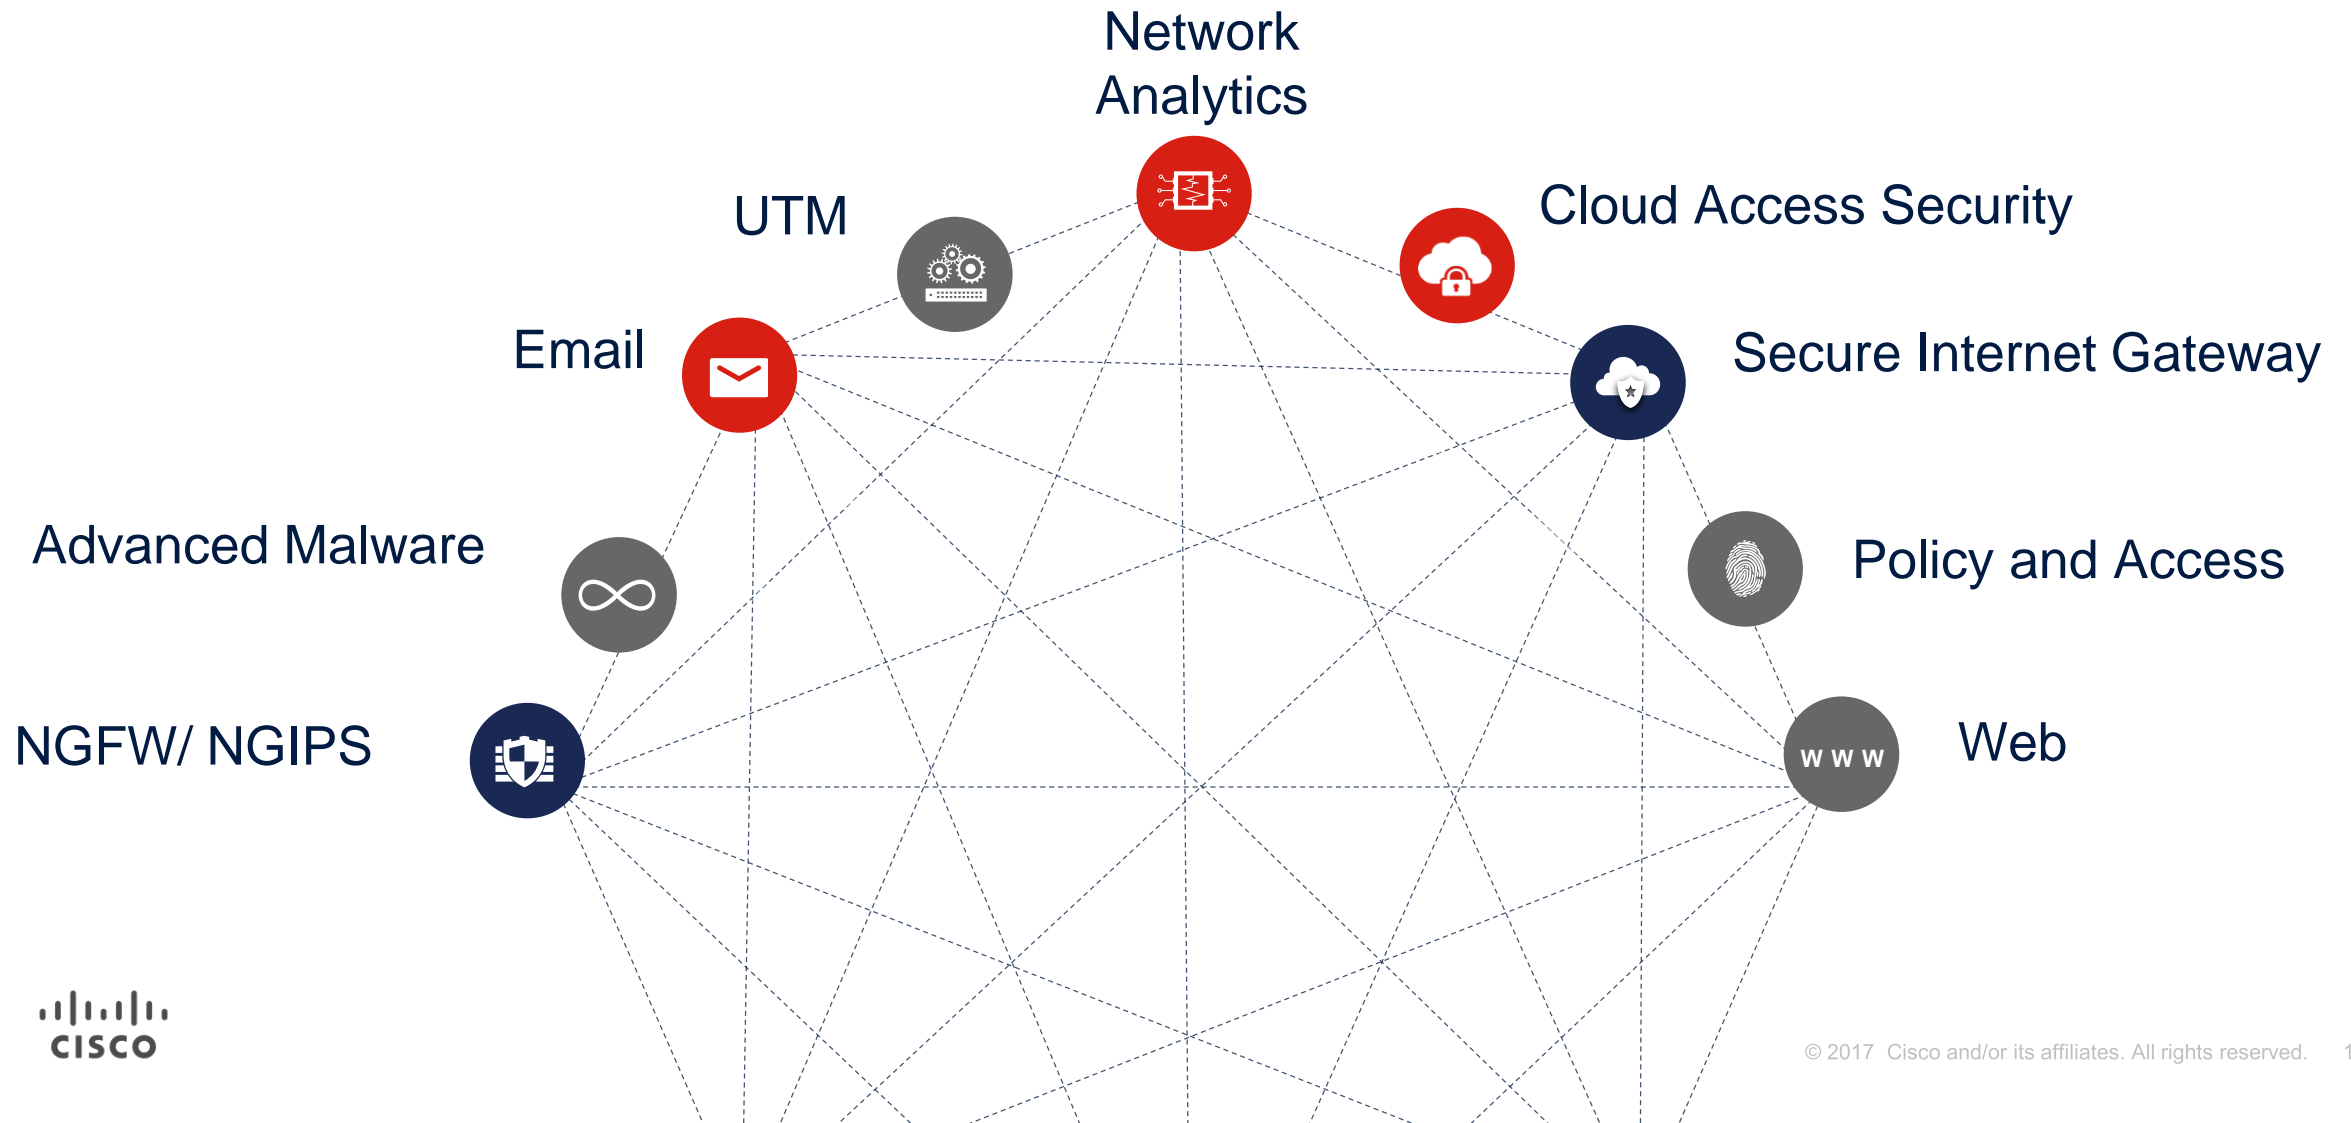 Network
Analytics
UTM
Cloud Access Security
Email
Secure Internet Gateway
Advanced Malware
Policy and Access
NGFW/ NGIPS
Web
W W W
CISCO
© 2017 Cisco and/or its affiliates. All rights reserved. 1